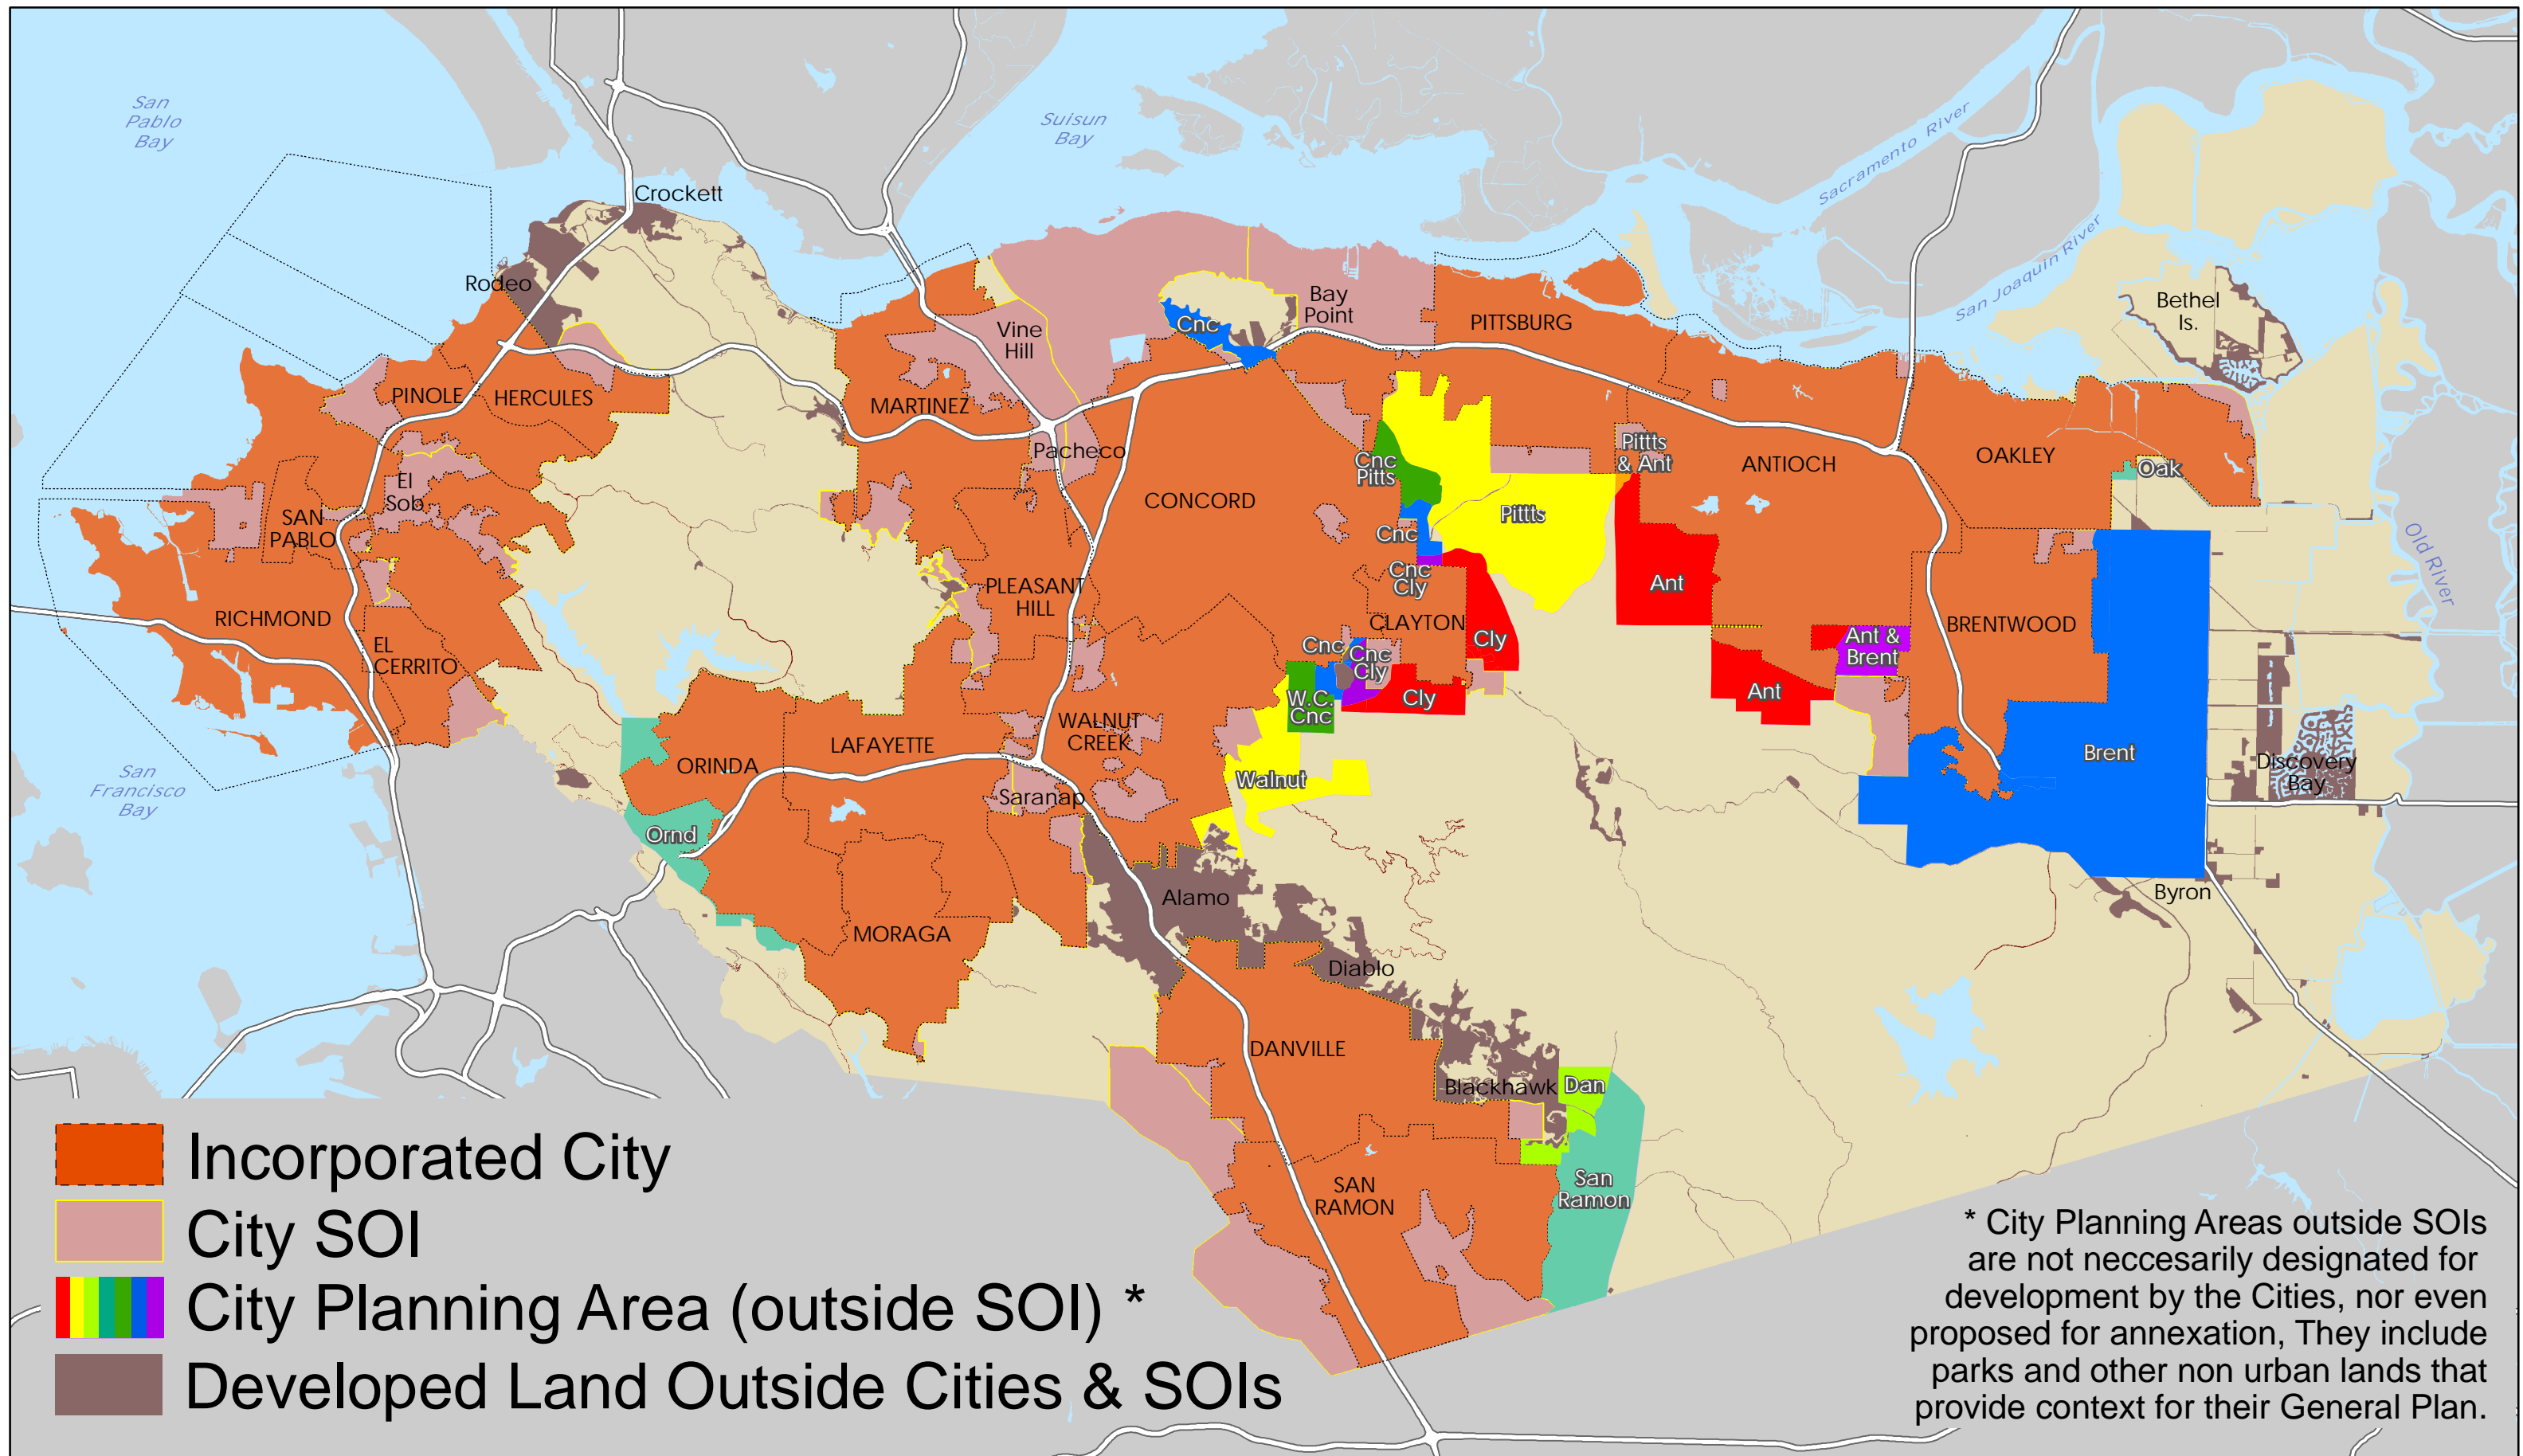 San
Pablo
Bay
Suisun
Bay
Sacramento River
San Joaquin River
Old River
San
Francisco
Bay
Crockett
Rodeo
Bay
Point
Vine
Hill
Bethel
Is.
PITTSBURG
Cnc
PINOLE
HERCULES
MARTINEZ
Pacheco
Cnc
Pitts
Pittts
& Ant
ANTIOCH
OAKLEY
Oak
El
Sob
SAN
PABLO
CONCORD
Pittts
Cnc
Cnc
Cly
Ant
PLEASANT
HILL
RICHMOND
CLAYTON
Cly
BRENTWOOD
Ant &
Brent
EL
CERRITO
Cnc
Cnc
Cly
Cly
Ant
W.C.
Cnc
WALNUT
CREEK
LAFAYETTE
ORINDA
Walnut
Brent
Discovery
Bay
Saranap
Ornd
Alamo
Byron
MORAGA
Diablo
DANVILLE
Blackhawk
Dan
San
Ramon
SAN
RAMON
Incorporated City
City SOI
City Planning Area (outside SOI) *
Developed Land Outside Cities & SOIs
* City Planning Areas outside SOIs
are not neccesarily designated for
development by the Cities, nor even
proposed for annexation, They include
parks and other non urban lands that
provide context for their General Plan.